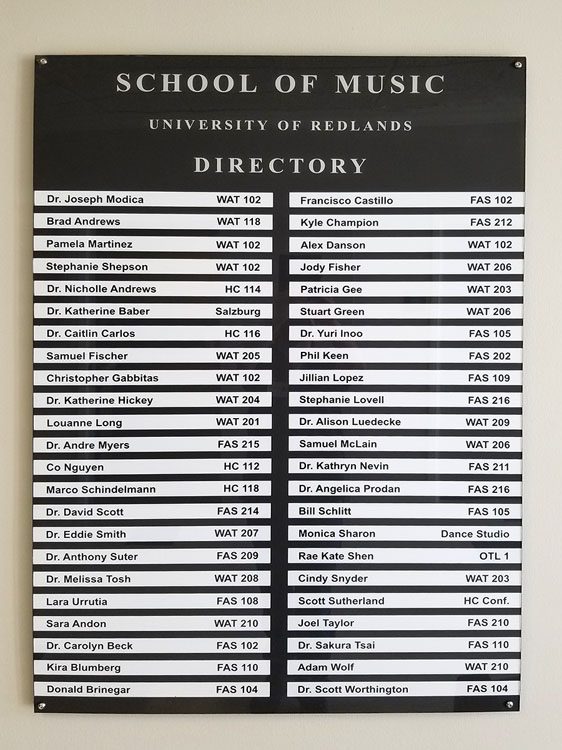 SCHOOL OF MUSIC
UNIVERSITY OF REDLANDS
DIRECTORY
Dr. Joseph Modica WAT 102
Brad Andrews WAT 118
Pamela Martinez WAT 102
Stephanie Shepson WAT 102
Dr. Nicholle Andrews HC 114
Dr. Katherine Baber Salzburg
Dr. Caitlin Carlos HC 116
Samuel Fischer WAT 205
Christopher Gabbitas WAT 102
Dr. Katherine Hickey WAT 204
Louanne Long WAT 201
Dr. Andre Myers FAS 215
Co Nguyen HC 112
Marco Schindelmann HC 118
Dr. David Scott FAS 214
Dr. Eddie Smith WAT 207
Dr. Anthony Suter FAS 209
Dr. Melissa Tosh WAT 208
Lara Urrutia FAS 108
Sara Andon WAT 210
Dr. Carolyn Beck FAS 102
Kira Blumberg FAS 110
Donald Brinegar FAS 104
Francisco Castillo FAS 102
Kyle Champion FAS 212
Alex Danson WAT 102
Jody Fisher WAT 206
Patricia Gee WAT 203
Stuart Green WAT 206
Dr. Yuri Inoo FAS 105
Phil Keen FAS 202
Jillian Lopez FAS 109
Stephanie Lovell FAS 216
Dr. Alison Luedecke WAT 209
Samuel McLain WAT 206
Dr. Kathryn Nevin FAS 211
Dr. Angelica Prodan FAS 216
Bill Schlitt FAS 105
Monica Sharon Dance Studio
Rae Kate Shen OTL 1
Cindy Snyder WAT 203
Scott Sutherland HC Conf.
Joel Taylor FAS 210
Dr. Sakura Tsai FAS 110
Adam Wolf WAT 210
Dr. Scott Worthington FAS 104